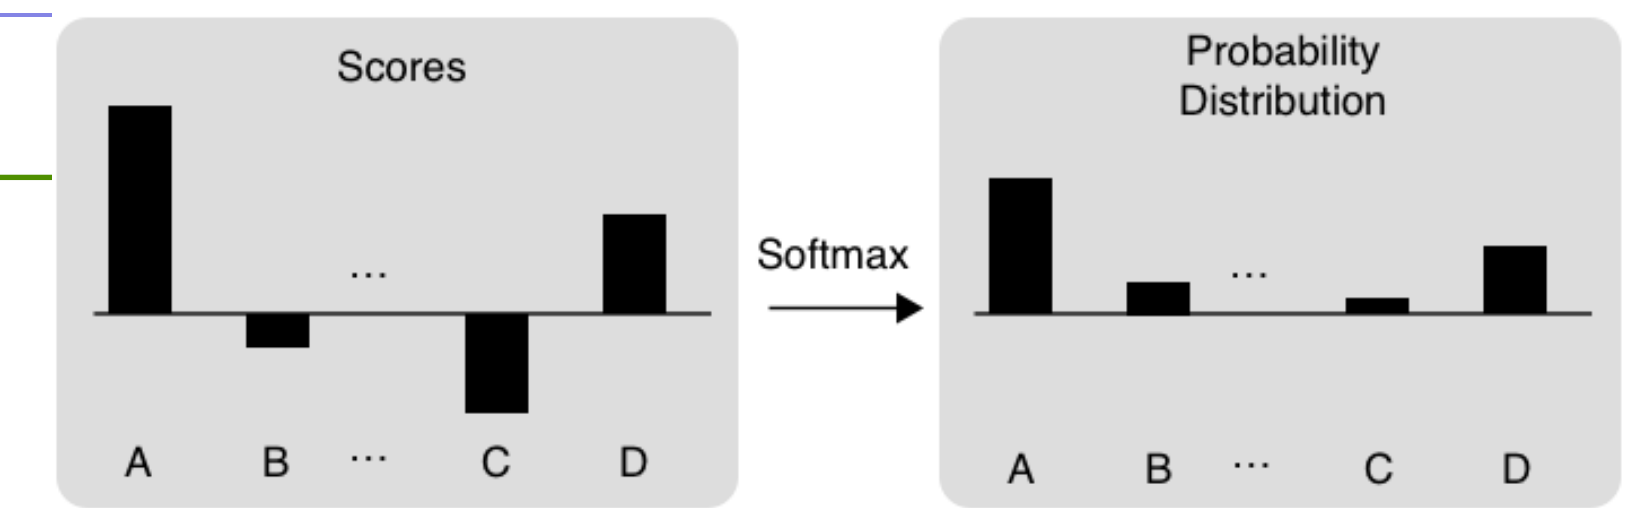 Scores
...
A B ... C D
Softmax
Probability
Distribution
...
A B ... C D